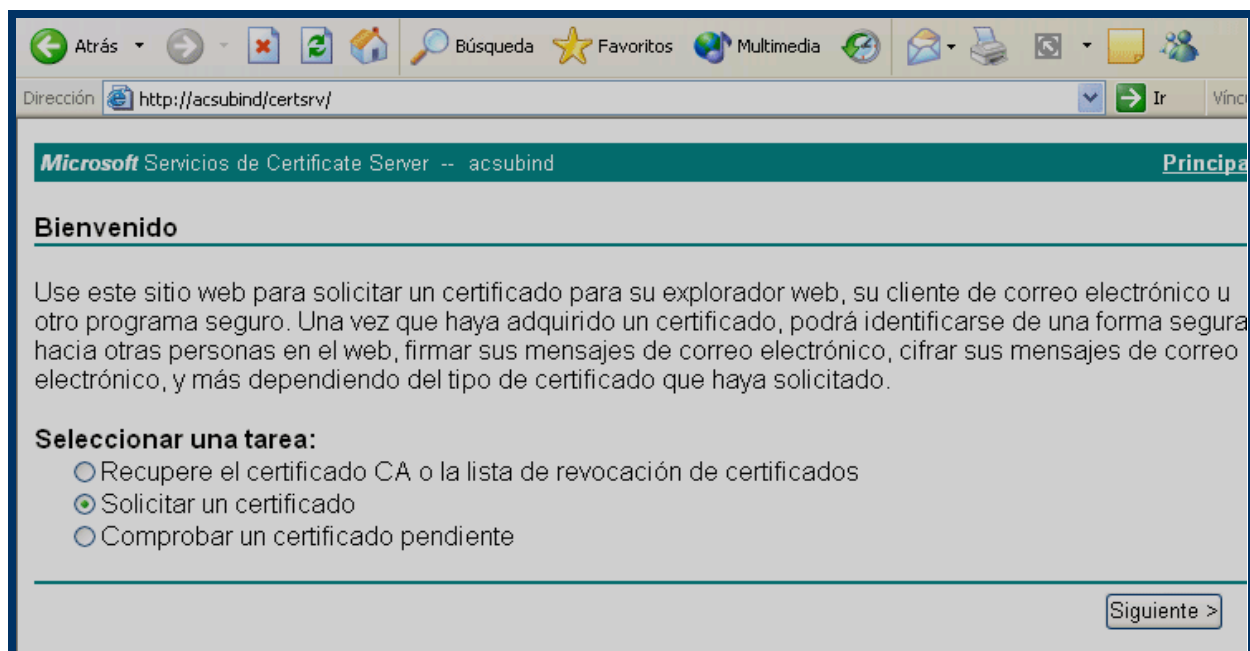 Atrás Búsqueda Favoritos Multimedia
Dirección http://acsubind/certsrv/ Ir
Microsoft Servicios de Certificate Server -- acsubind
Bienvenido
Use este sitio web para solicitar un certificado para su explorador web, su cliente de correo electrónico u
otro programa seguro. Una vez que haya adquirido un certificado, podrá identificarse de una forma segura
hacia otras personas en el web, firmar sus mensajes de correo electrónico, cifrar sus mensajes de correo
electrónico, y más dependiendo del tipo de certificado que haya solicitado.
Seleccionar una tarea:
Recupere el certificado CA o la lista de revocación de certificados
Solicitar un certificado
Comprobar un certificado pendiente
Siguiente >